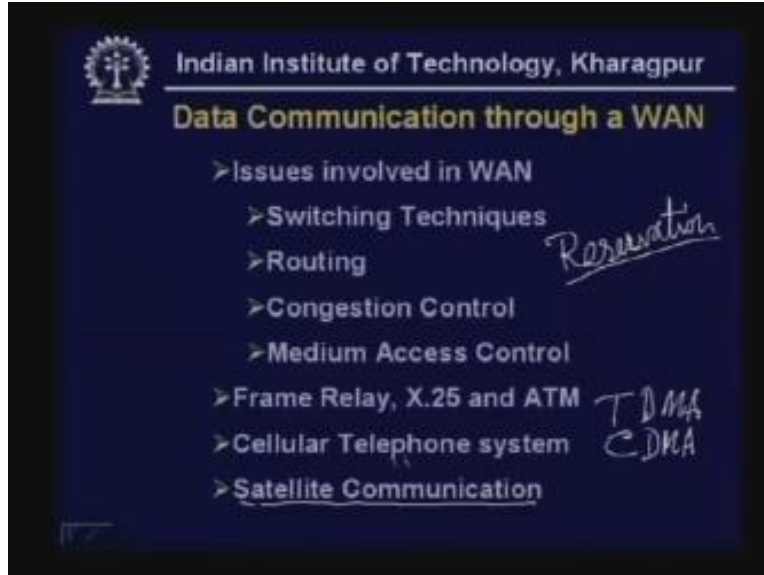 Indian Institute of Technology, Kharagpur
Data Communication through a WAN
➢Issues involved in WAN
➢Switching Techniques
Reservation
➢Routing
➢Congestion Control
➢Medium Access Control
➢Frame Relay, X.25 and ATM TDMA
➢Cellular Telephone system CDMA
➢Satellite Communication